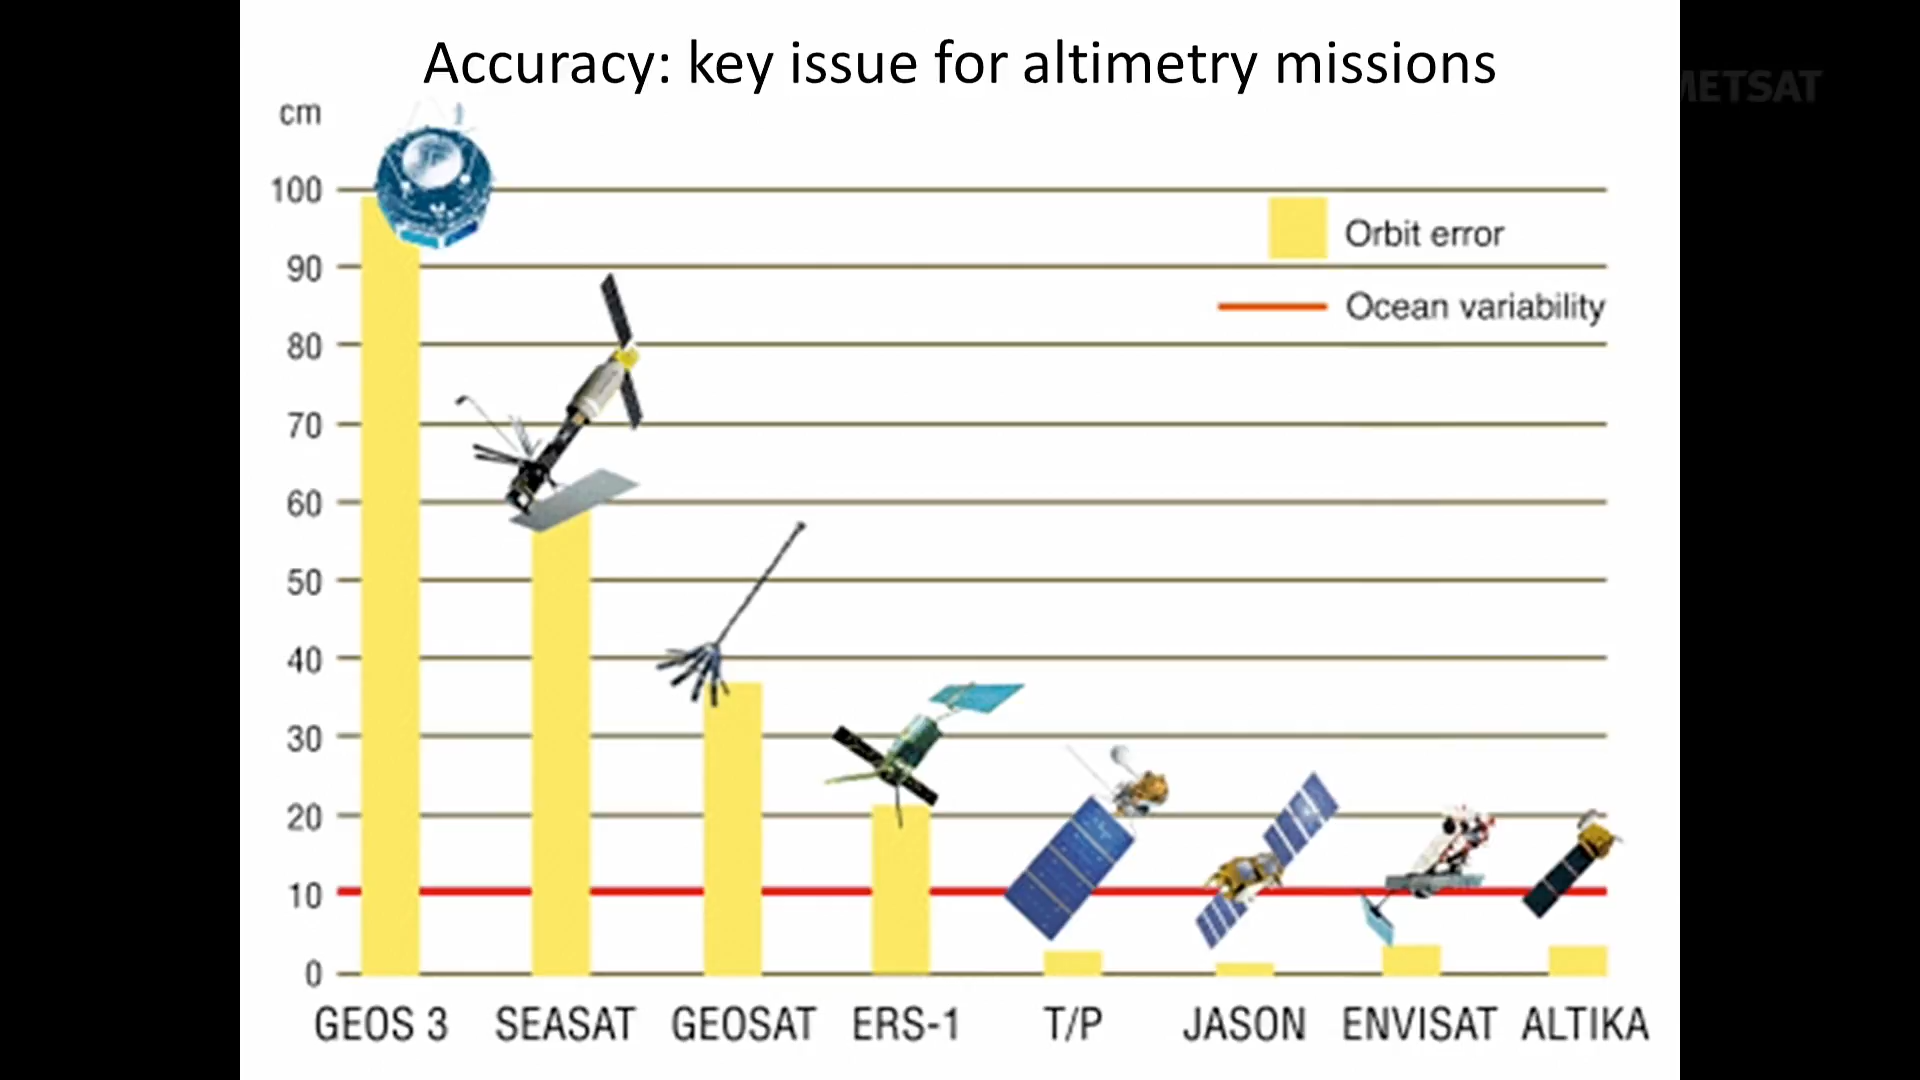 Accuracy: key issue for altimetry missions
METSAT
cm
100
90
80
70
60
50
40
30
20
10
0
Orbit error
Ocean variability
GEOS 3 SEASAT GEOSAT ERS-1 T/P JASON ENVISAT ALTIKA